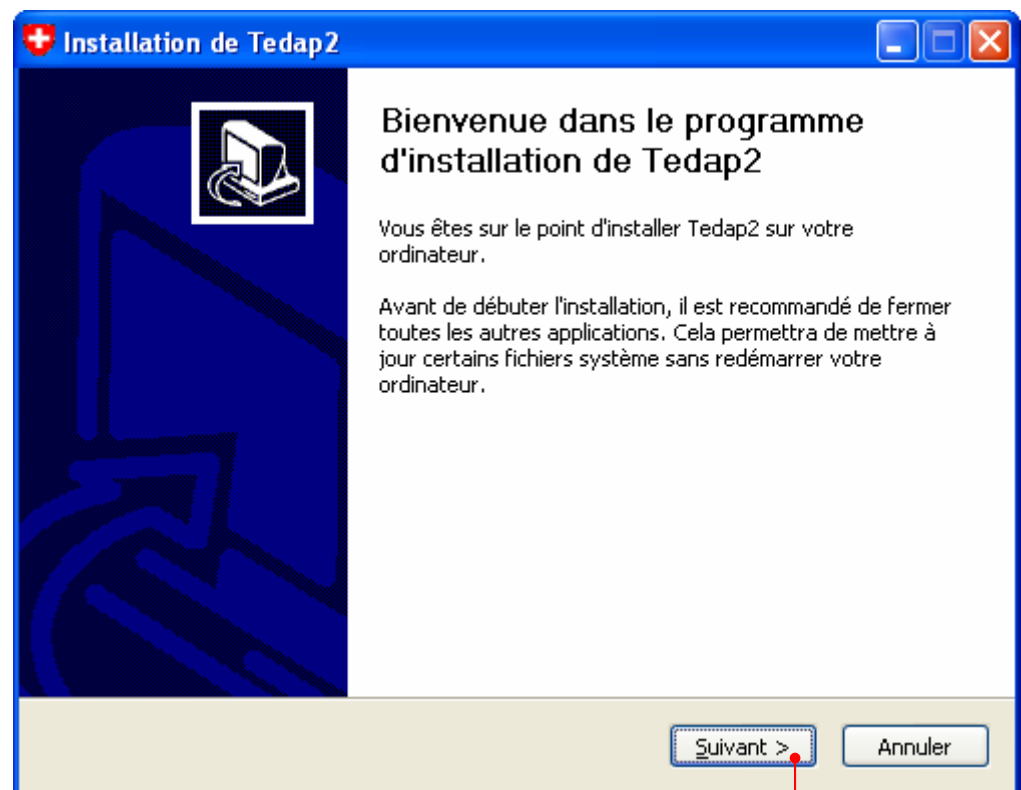 Installation de Tedap2
Bienvenue dans le programme
d'installation de Tedap2
Vous êtes sur le point d'installer Tedap2 sur votre
ordinateur.
Avant de débuter l'installation, il est recommandé de fermer
toutes les autres applications. Cela permettra de mettre à
jour certains fichiers système sans redémarrer votre
ordinateur.
Suivant >
Annuler